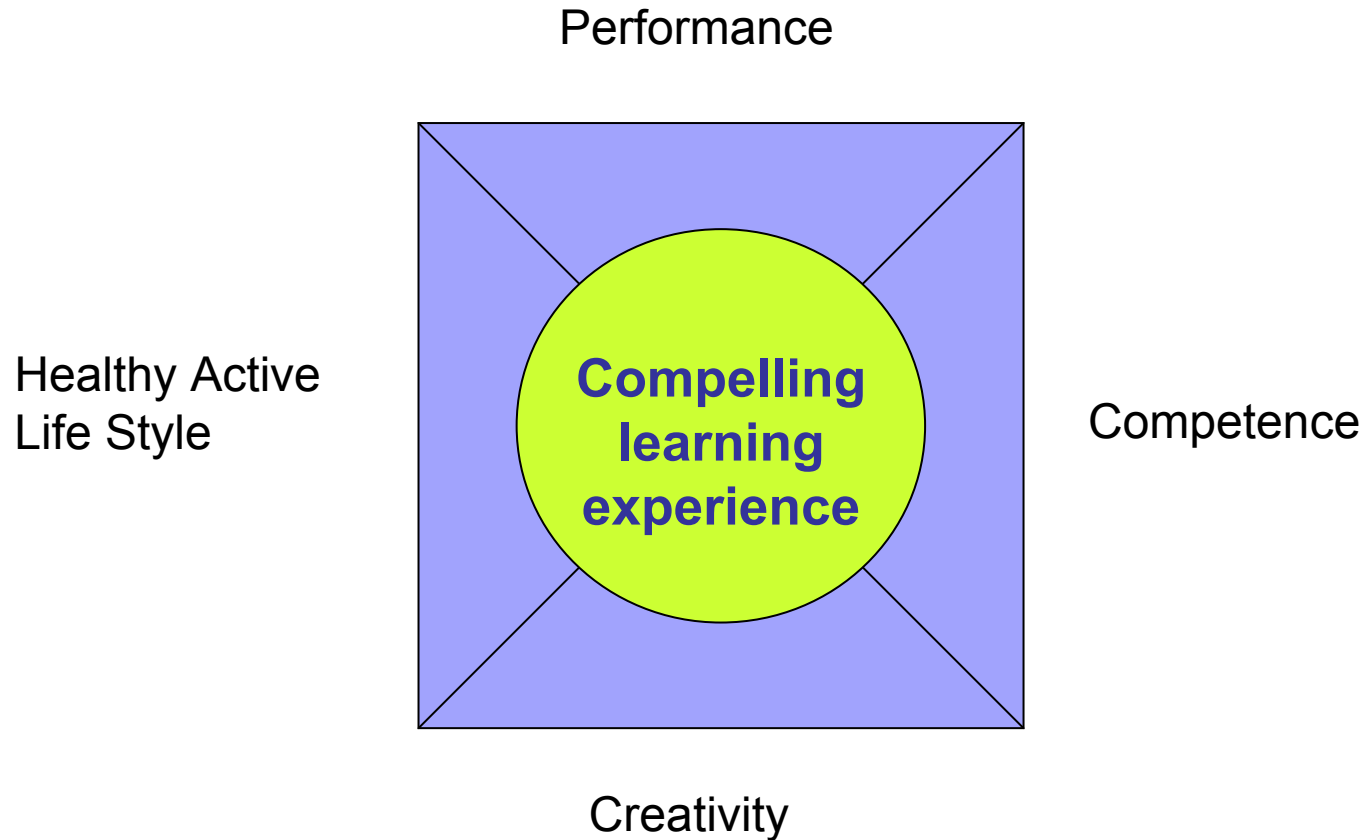 Performance
Healthy Active
Life Style
Compelling
learning
experience
Competence
Creativity